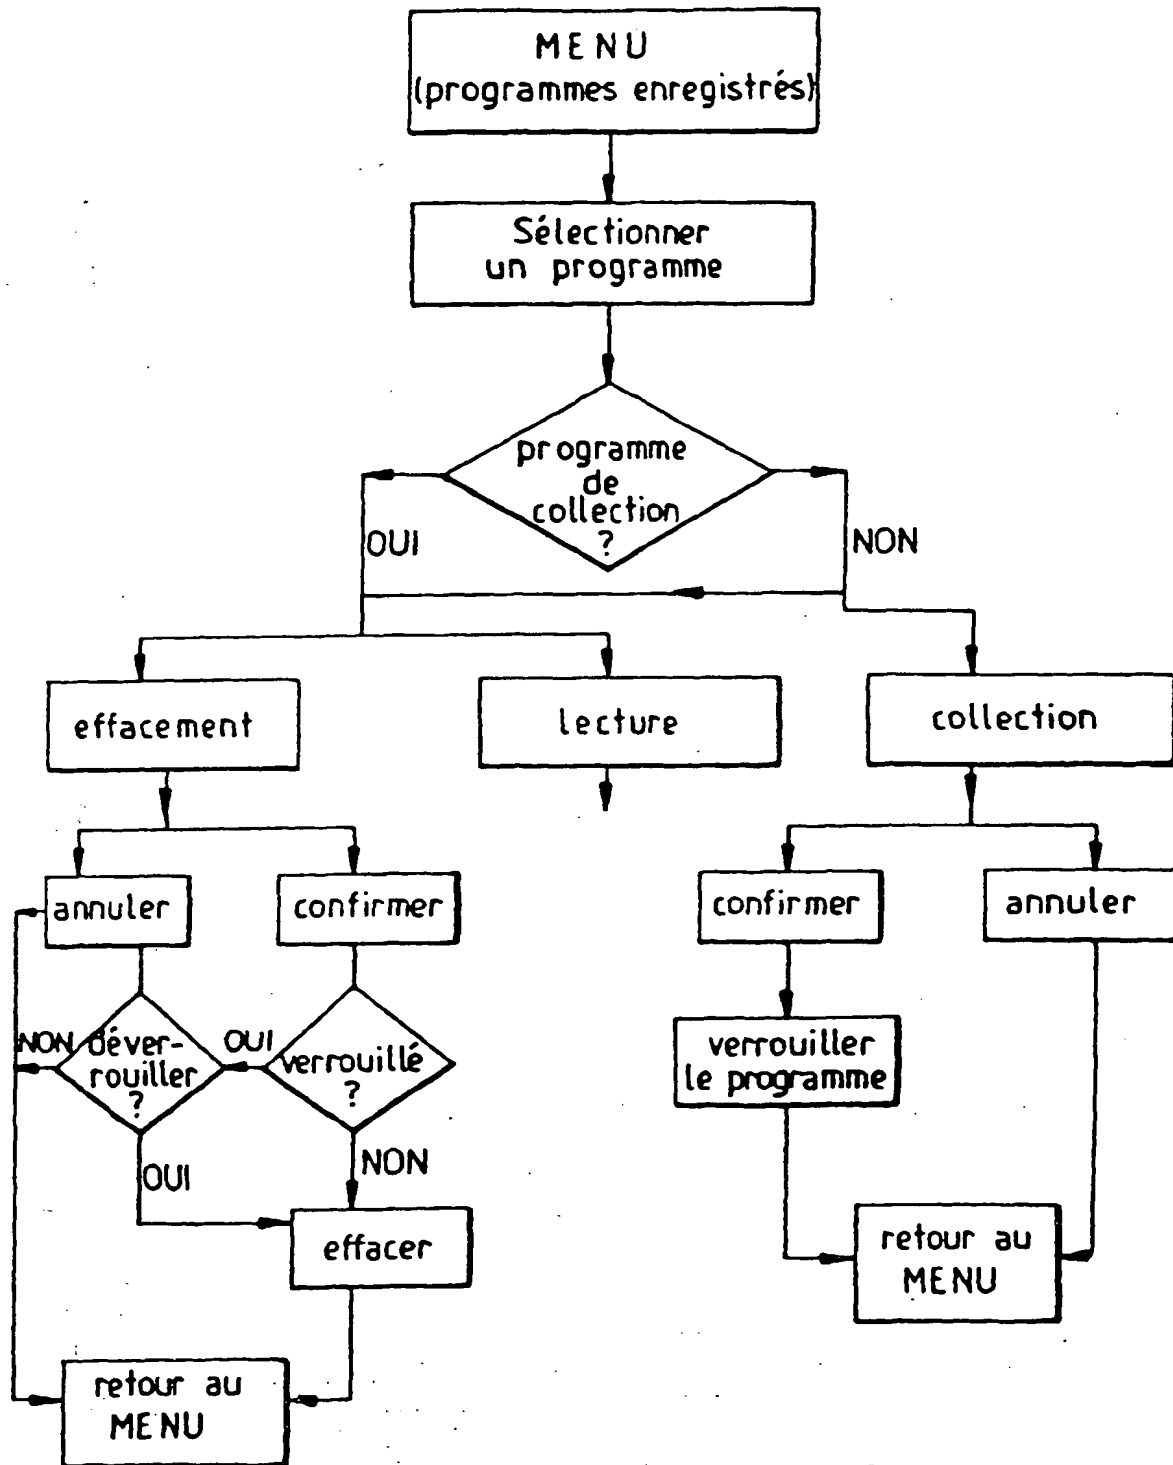 MENU
(programmes enregistrés)
Sélectionner
un programme
programme
de
collection
?
OUI
NON
effacement
lecture
collection
annuler
confirmer
confirmer
annuler
NON
déver-
rouiller
?
OUI
verrouillé
?
verrouiller
le programme
OUI
NON
effacer
retour au
MENU
retour au
MENU